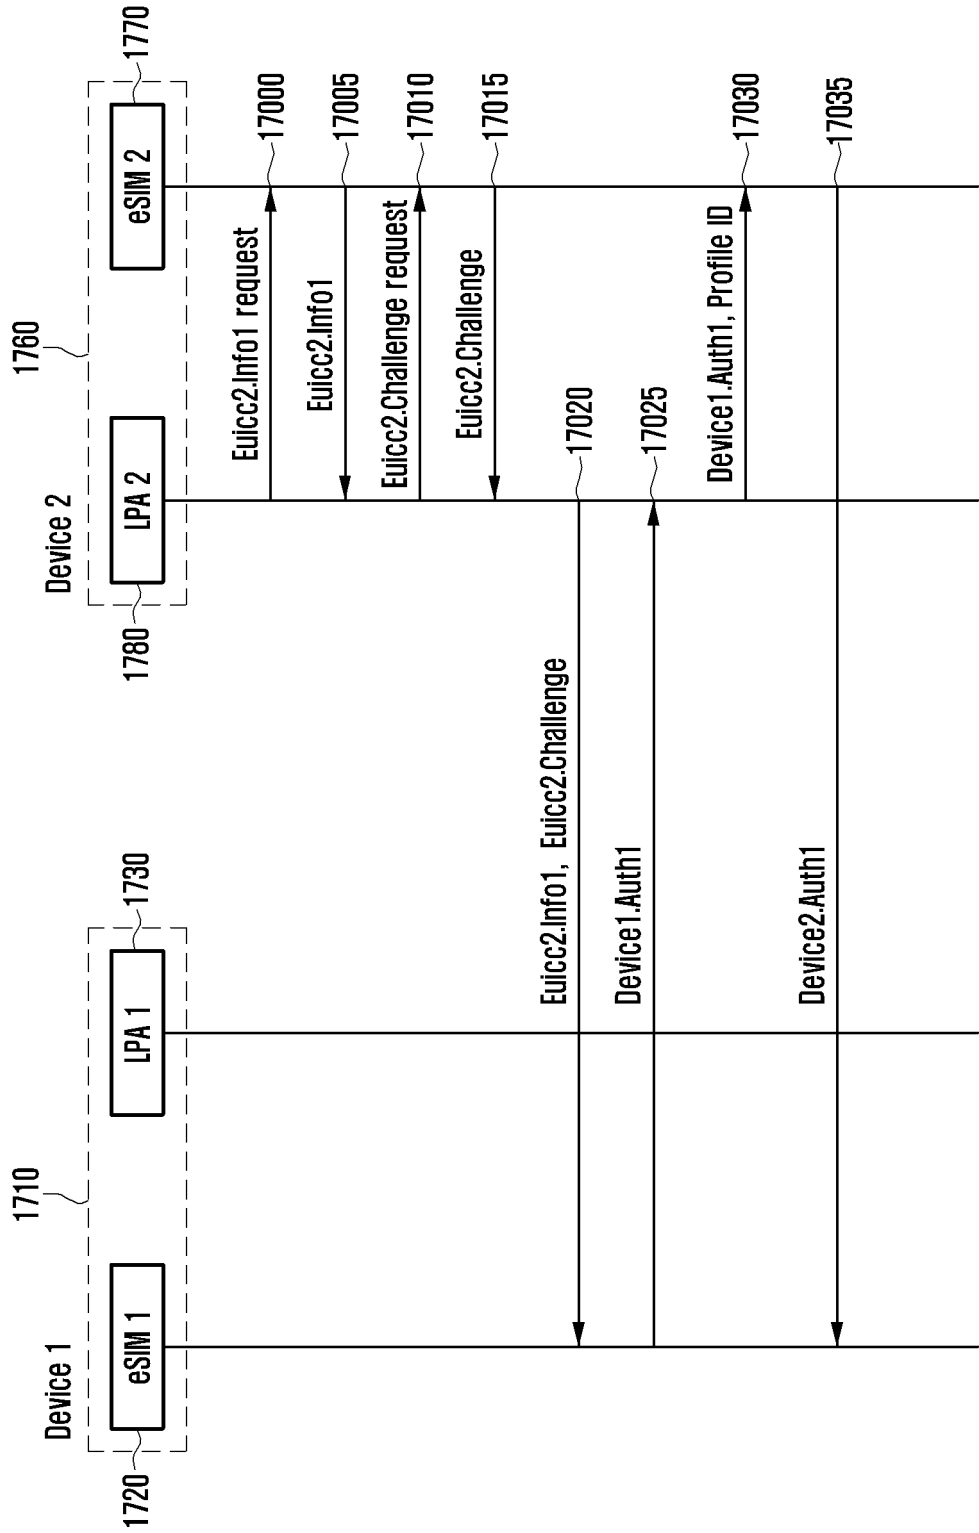 1710
1760
Device 1
Device 2
1720
eSIM 1
LPA 1
1730
1780
LPA 2
eSIM 2
1770
Euicc2.Info1 request
17000
Euicc2.Info1
17005
Euicc2.Challenge request
17010
Euicc2.Challenge
17015
Euicc2.Info1, Euicc2.Challenge
17020
Device1.Auth1
17025
Device1.Auth1, Profile ID
17030
Device2.Auth1
17035